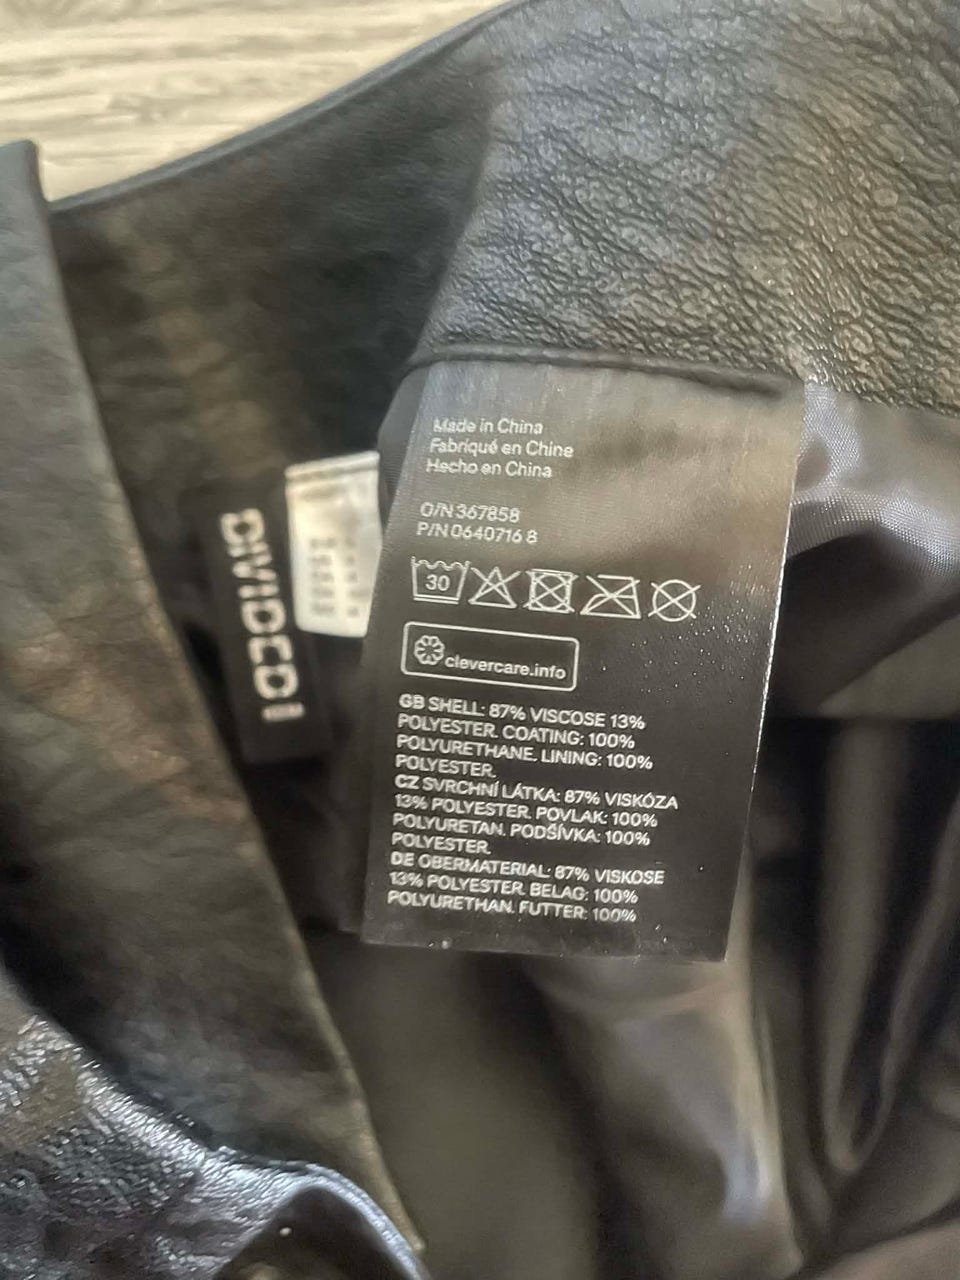 Made in China
Fabriqué en Chine
Hecho en China
O/N 367858
P/N 0640716 8
30
clevercare.info
GB SHELL: 87% VISCOSE 13%
POLYESTER. COATING: 100%
POLYURETHANE. LINING: 100%
POLYESTER.
CZ SVRCHNÍ LÁTKA: 87% VISKÓZA
13% POLYESTER. POVLAK: 100%
POLYURETAN. PODŠÍVKA: 100%
POLYESTER.
DE OBERMATERIAL: 87% VISKOSE
13% POLYESTER. BELAG: 100%
POLYURETHAN. FUTTER: 100%
DIVIDED